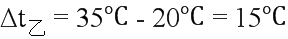 Δt乙 = 35℃ - 20℃ = 15℃